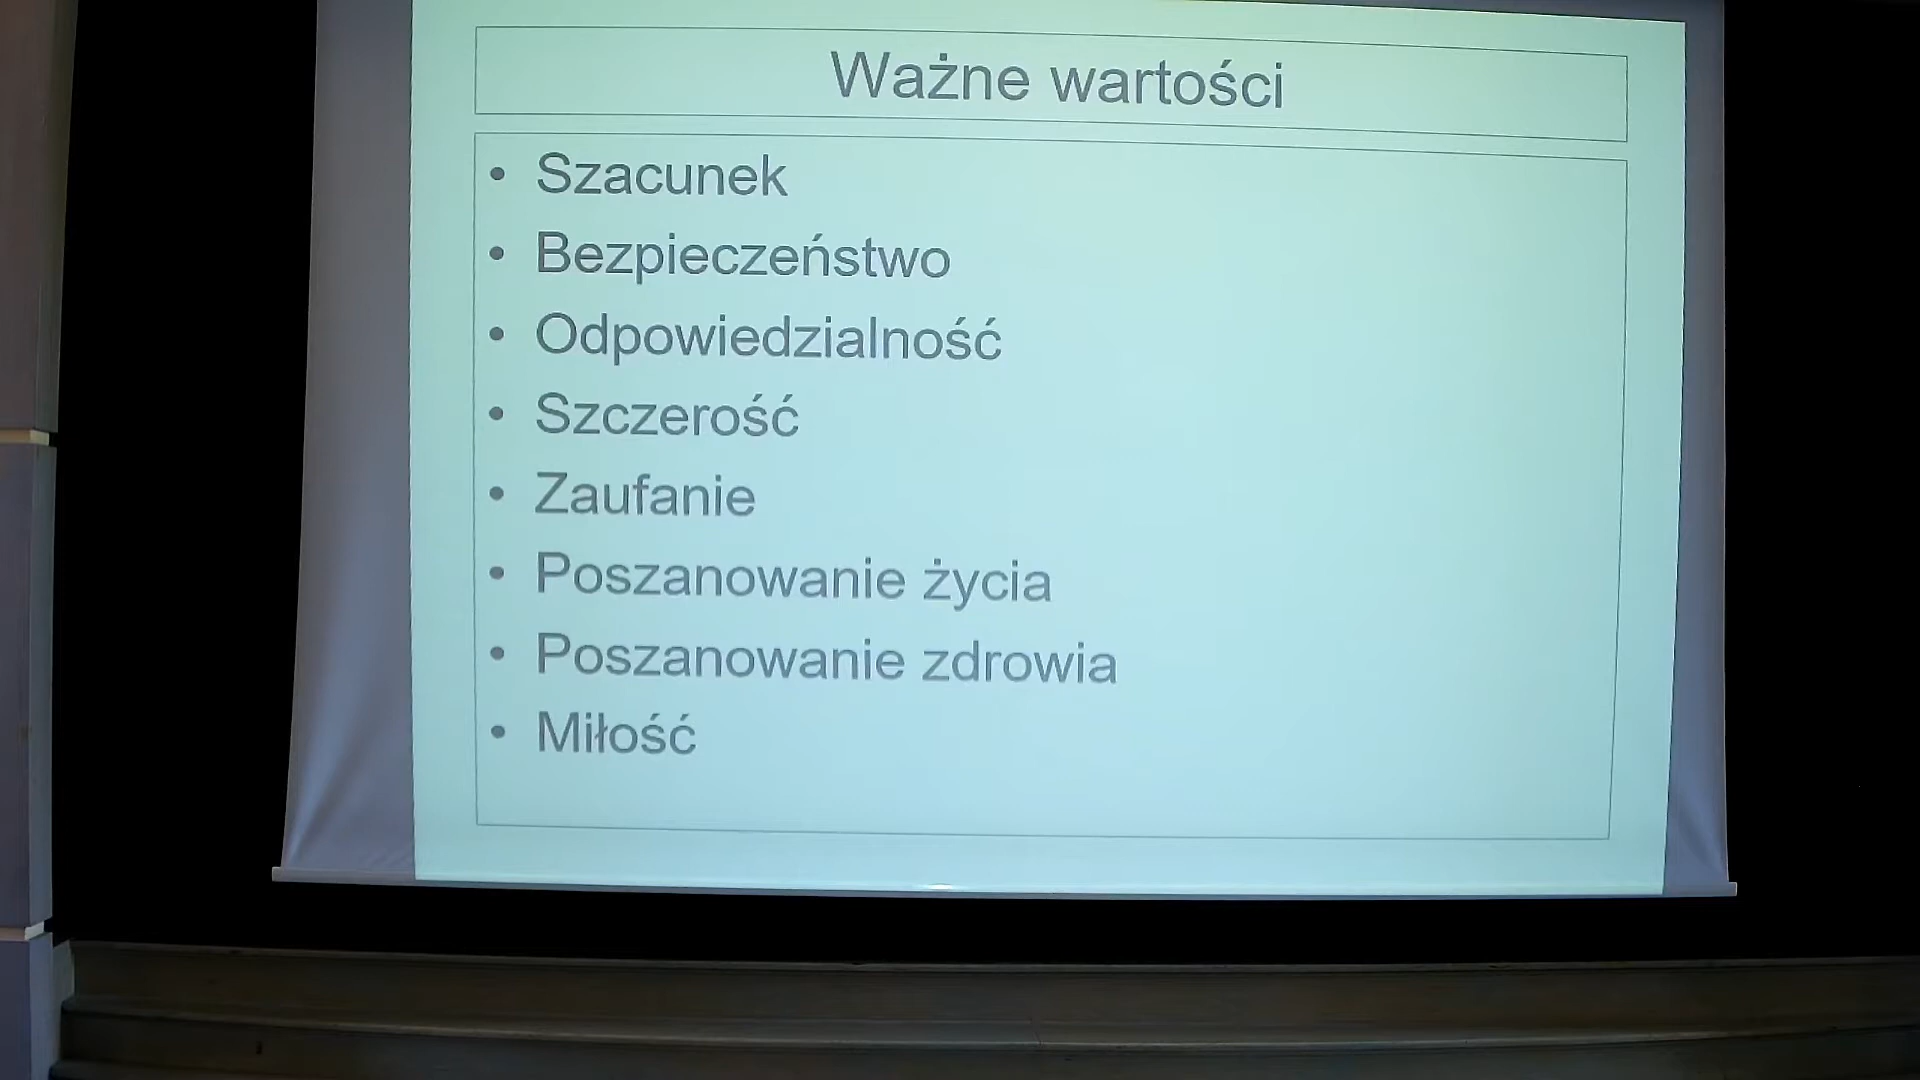 Ważne wartości
• Szacunek
• Bezpieczeństwo
• Odpowiedzialność
• Szczerość
• Zaufanie
• Poszanowanie życia
• Poszanowanie zdrowia
• Miłość